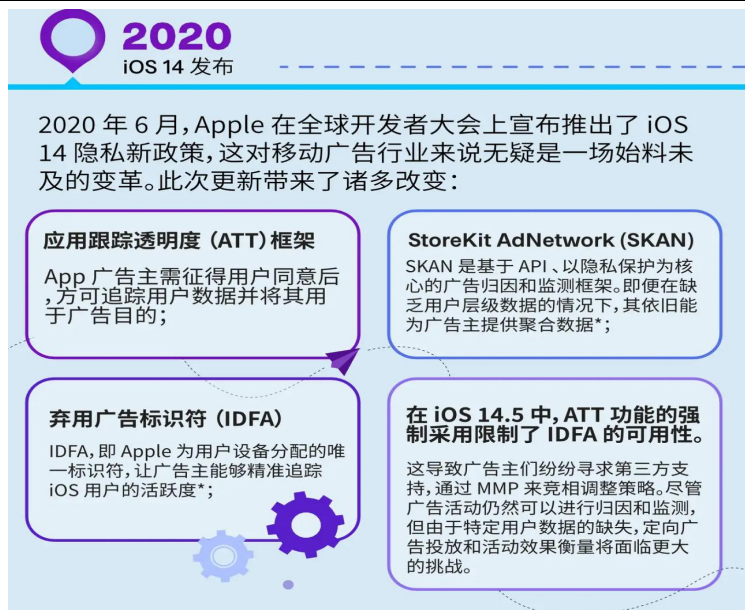 2020
iOS 14 发布
2020 年 6 月，Apple 在全球开发者大会上宣布推出了 iOS
14 隐私新政策，这对移动广告行业来说无疑是一场始料未
及的变革。此次更新带来了诸多改变：
应用跟踪透明度（ATT）框架
App 广告主需征得用户同意后
，方可追踪用户数据并将其用
于广告目的；
StoreKit AdNetwork (SKAN)
SKAN 是基于 API、以隐私保护为核
心的广告归因和监测框架。即便在缺
乏用户层级数据的情况下，其依旧能
为广告主提供聚合数据*；
弃用广告标识符（IDFA）
IDFA，即 Apple 为用户设备分配的唯
一标识符，让广告主能够精准追踪
iOS 用户的活跃度*；
在 iOS 14.5 中，ATT 功能的强
制采用限制了 IDFA 的可用性。
这导致广告主们纷纷寻求第三方支
持，通过 MMP 来竞相调整策略。尽管
广告活动仍然可以进行归因和监测，
但由于特定用户数据的缺失，定向广
告投放和活动效果衡量将面临更大
的挑战。